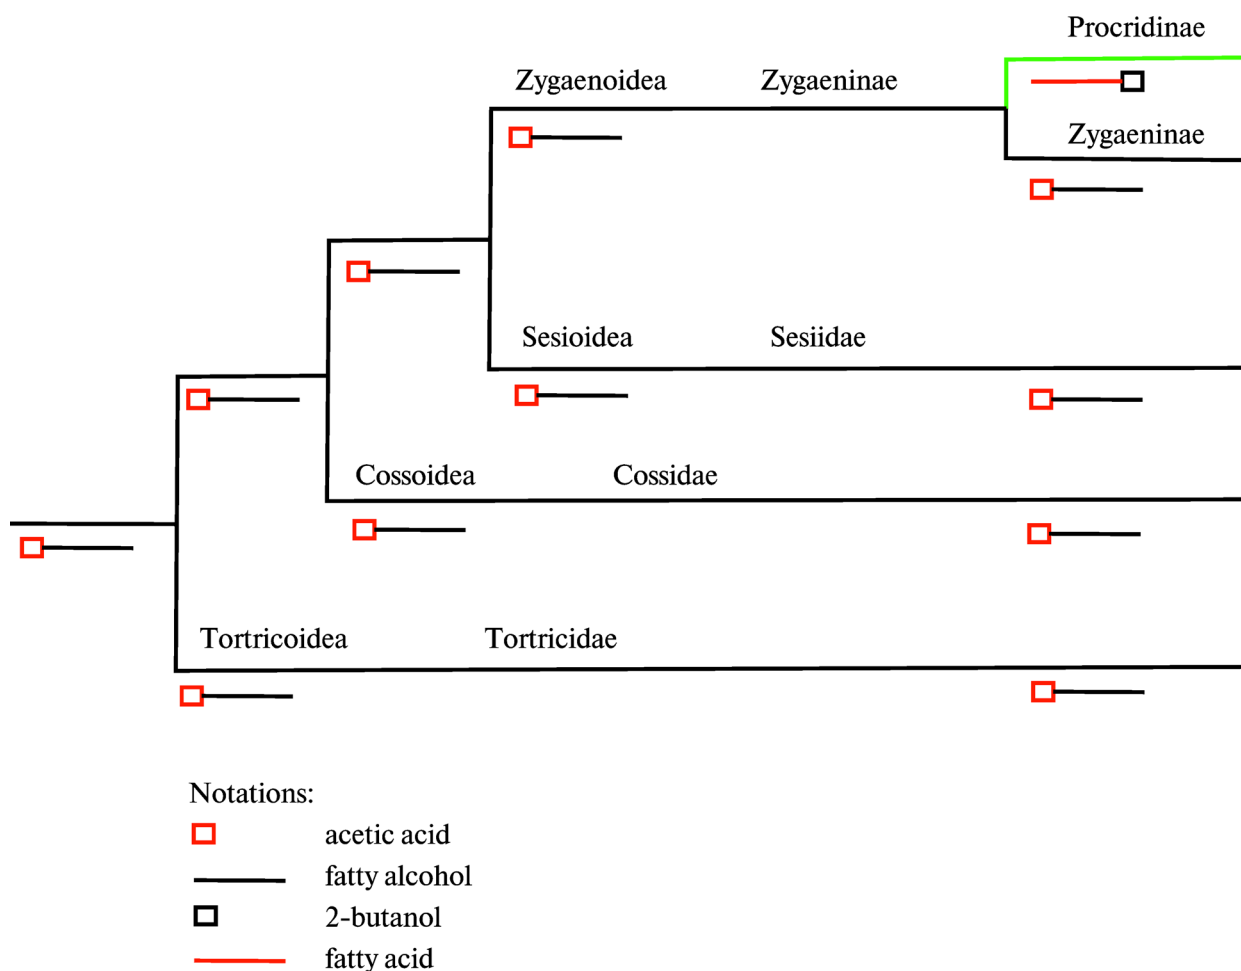 Procridinae
Zygaenoidea Zygaeninae
Zygaeninae
Sesioidea Sesiidae
Cossoidea Cossidae
Tortricoidea Tortricidae
Notations:
acetic acid
fatty alcohol
2-butanol
fatty acid